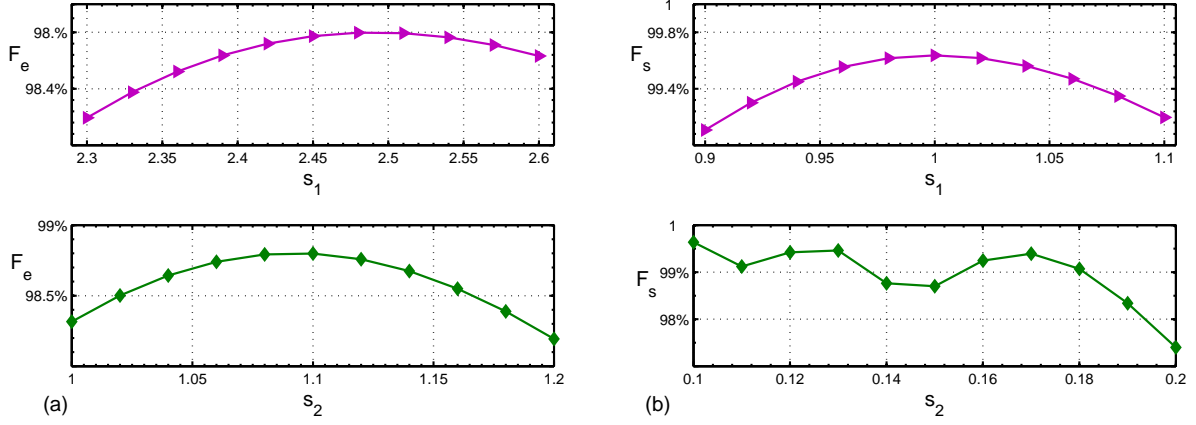 98.%
F_e
98.4%
2.3 2.35 2.4 2.45 2.5 2.55 2.6
s_1
1
99.8%
F_s
99.4%
0.9 0.95 1 1.05 1.1
s_1
99%
F_e
98.5%
1 1.05 1.1 1.15 1.2
(a) s_2
1
99%
F_s
98%
0.1 0.12 0.14 0.16 0.18 0.2
(b) s_2